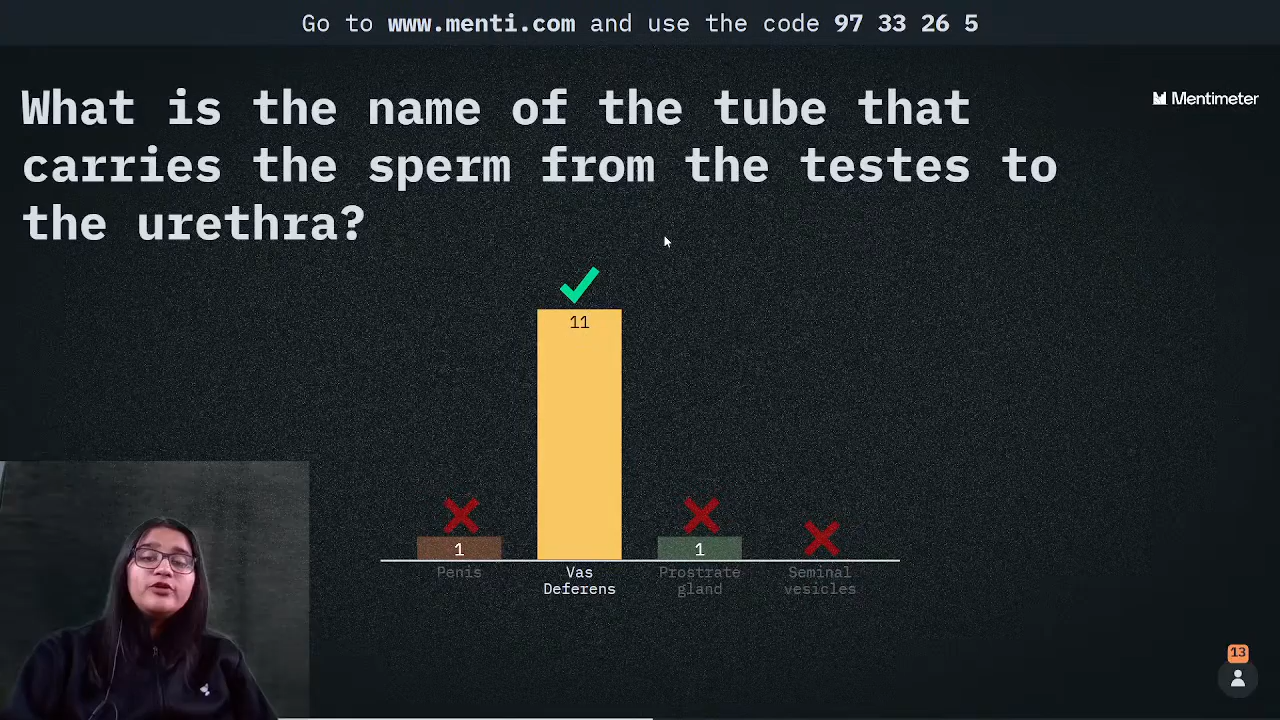 Go to www.menti.com and use the code 97 33 26 5
What is the name of the tube that
carries the sperm from the testes to
the urethra?
Mentimeter
11
1
1
Penis
Vas
Deferens
Prostrate
gland
Seminal
vesicles
13